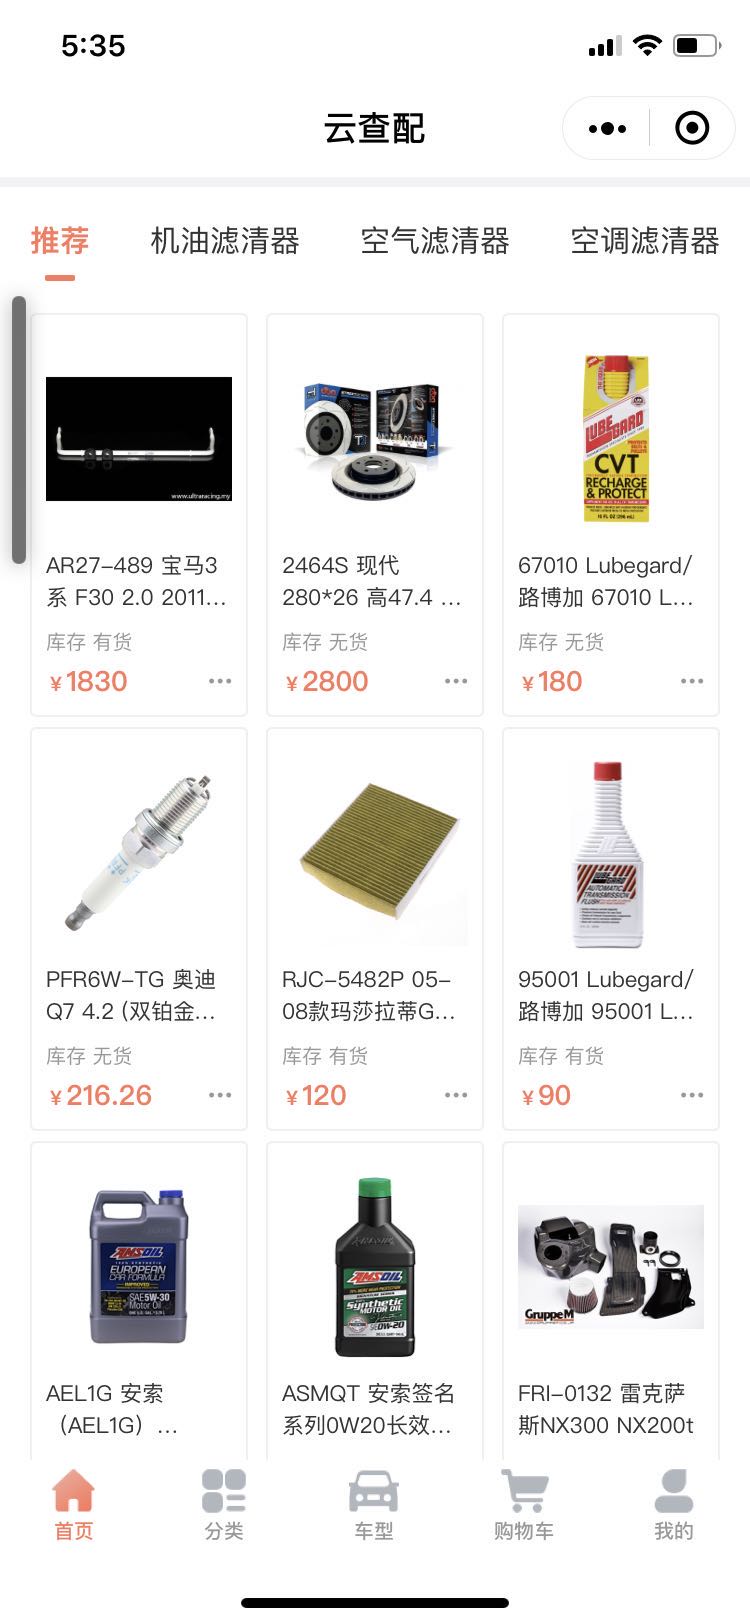 5:35
云查配
推荐
机油滤清器
空气滤清器
空调滤清器
www.ultraracing.my
LUBEGARD
CVT
RECHARGE
& PROTECT
AR27-489 宝马3
系 F30 2.0 2011...
库存 有货
¥1830
2464S 现代
280*26 高47.4 ...
库存 无货
¥2800
67010 Lubegard/
路博加 67010 L...
库存 无货
¥180
LUBEGARD
AUTOMATIC
TRANSMISSION
FLUSH
PFR6W-TG 奥迪
Q7 4.2 (双铂金...
库存 无货
¥216.26
RJC-5482P 05-
08款玛莎拉蒂G...
库存 有货
¥120
95001 Lubegard/
路博加 95001 L...
库存 有货
¥90
AMSOIL
EUROPEAN
CAR FORMULA
SAE 5W-30
Motor Oil
AMSOIL
Synthetic
MOTOR OIL
SAE 0W-20
GruppeM
AEL1G 安索
（AEL1G）...
ASMQT 安索签名
系列0W20长效...
FRI-0132 雷克萨
斯NX300 NX200t
首页
分类
车型
购物车
我的